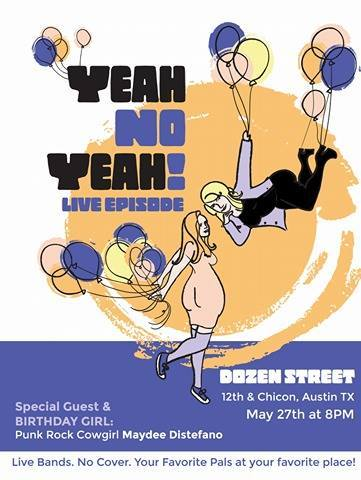 YEAH
NO
YEAH!
LIVE EPISODE
DOZEN STREET
12th & Chicon, Austin TX
May 27th at 8PM
Special Guest &
BIRTHDAY GIRL:
Punk Rock Cowgirl Maydee Distefano
Live Bands. No Cover. Your Favorite Pals at your favorite place!